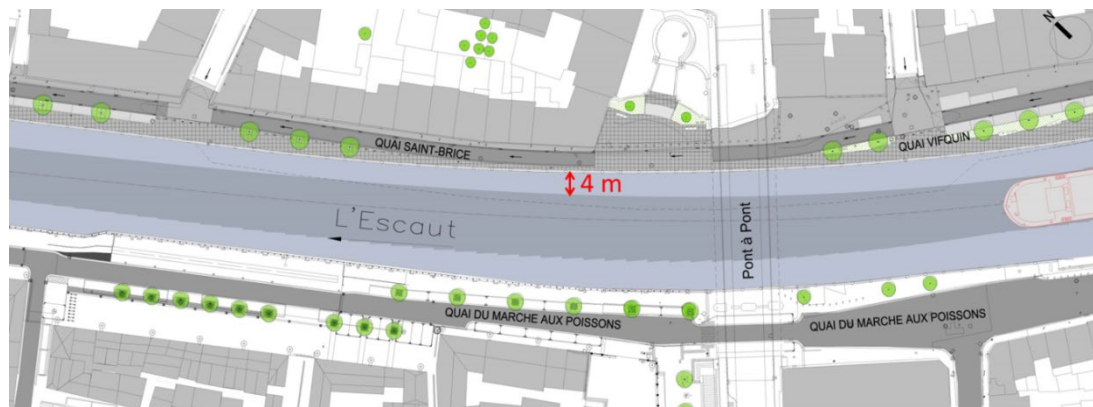 N
QUAI SAINT-BRICE
QUAI VIFQUIN
4 m
L'Escaut
Pont à Pont
QUAI DU MARCHE AUX POISSONS
QUAI DU MARCHE AUX POISSONS